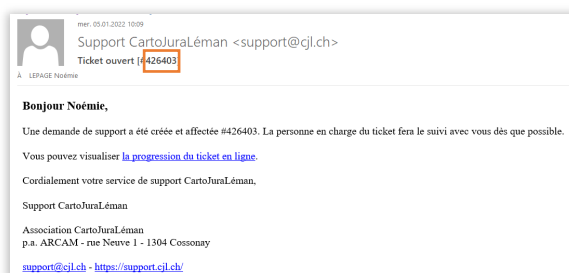 mer. 05.01.2022 10:09
Support CartoJuraLéman <support@cjl.ch>
Ticket ouvert [#426403]
À LEPAGE Noémie
Bonjour Noémie,
Une demande de support a été créée et affectée #426403. La personne en charge du ticket fera le suivi avec vous dès que possible.
Vous pouvez visualiser la progression du ticket en ligne.
Cordialement votre service de support CartoJuraLéman,
Support CartoJuraLéman
Association CartoJuraLéman
p.a. ARCAM - rue Neuve 1 - 1304 Cossonay
support@cjl.ch - https://support.cjl.ch/